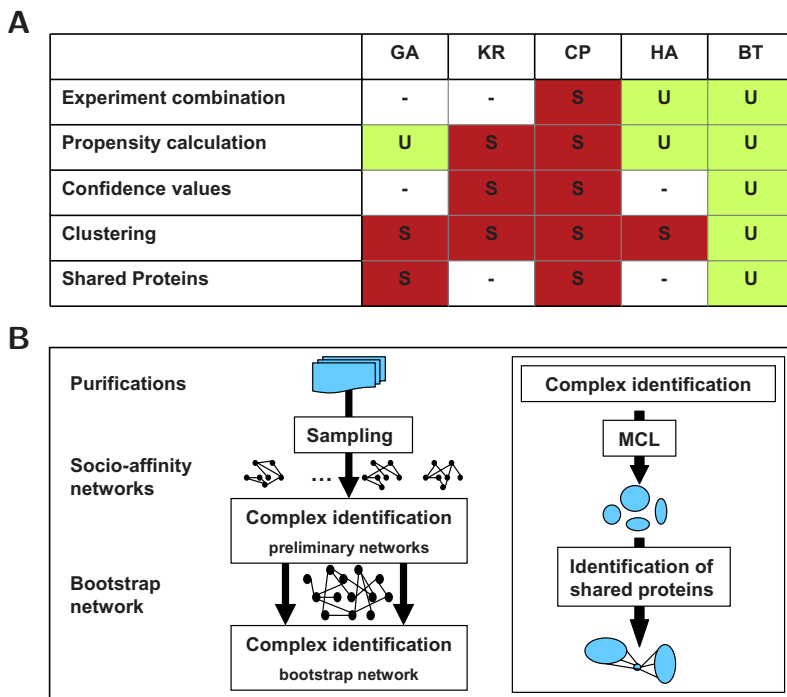 A
GA KR CP HA BT
Experiment combination - - S U U
Propensity calculation U S S U U
Confidence values - S S - U
Clustering S S S S U
Shared Proteins S - S - U
B
Purifications
Sampling
Socio-affinity
networks
...
Complex identification
preliminary networks
Bootstrap
network
Complex identification
bootstrap network
Complex identification
MCL
Identification of
shared proteins